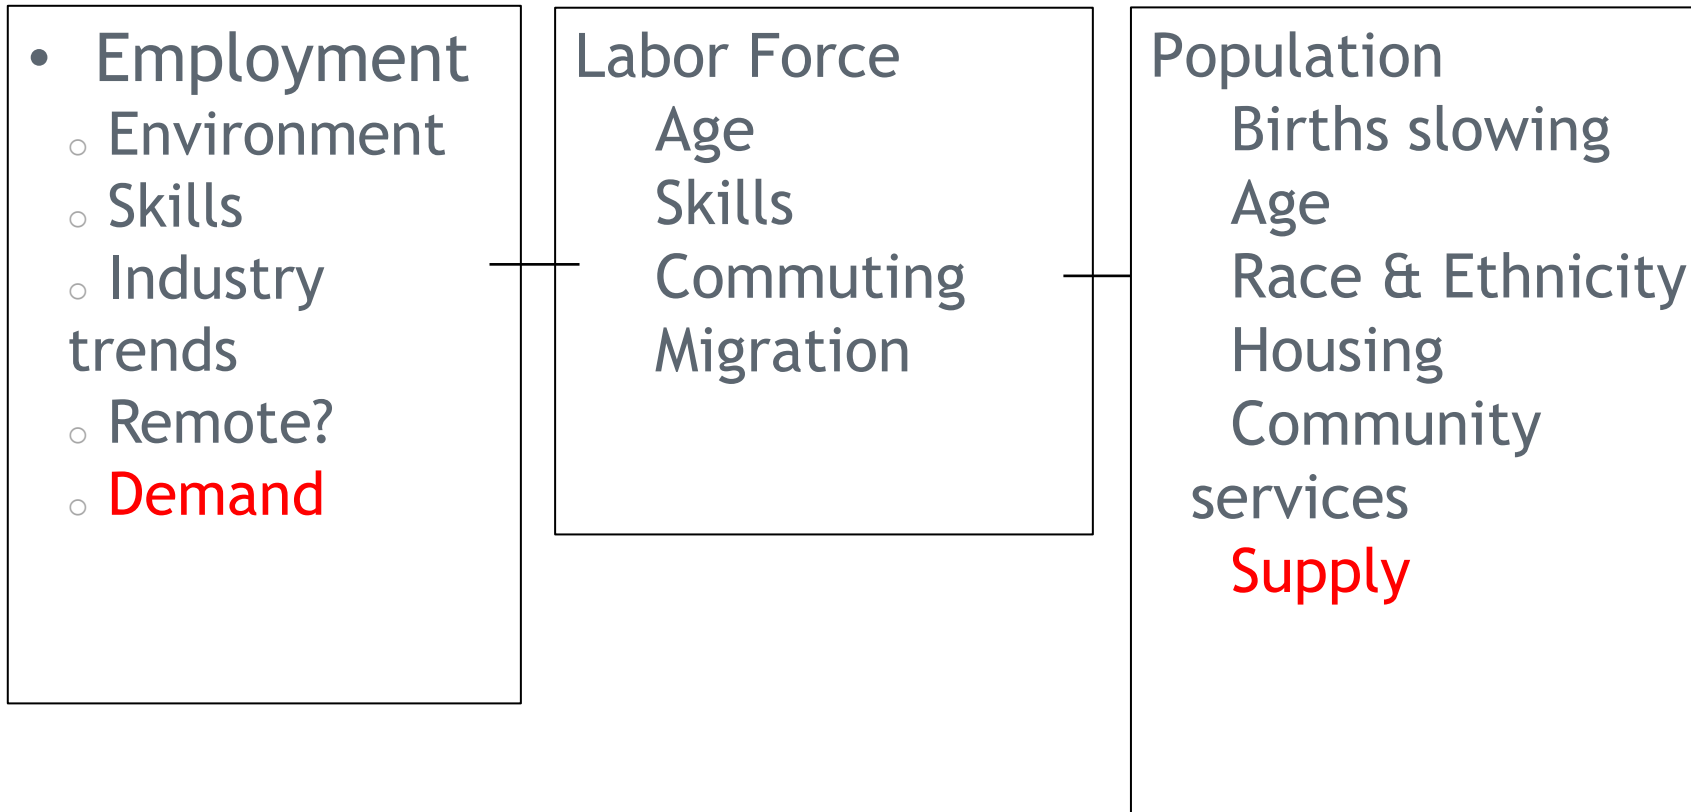 • Employment
○ Environment
○ Skills
○ Industry
trends
○ Remote?
○ Demand
Labor Force
Age
Skills
Commuting
Migration
Population
Births slowing
Age
Race & Ethnicity
Housing
Community
services
Supply